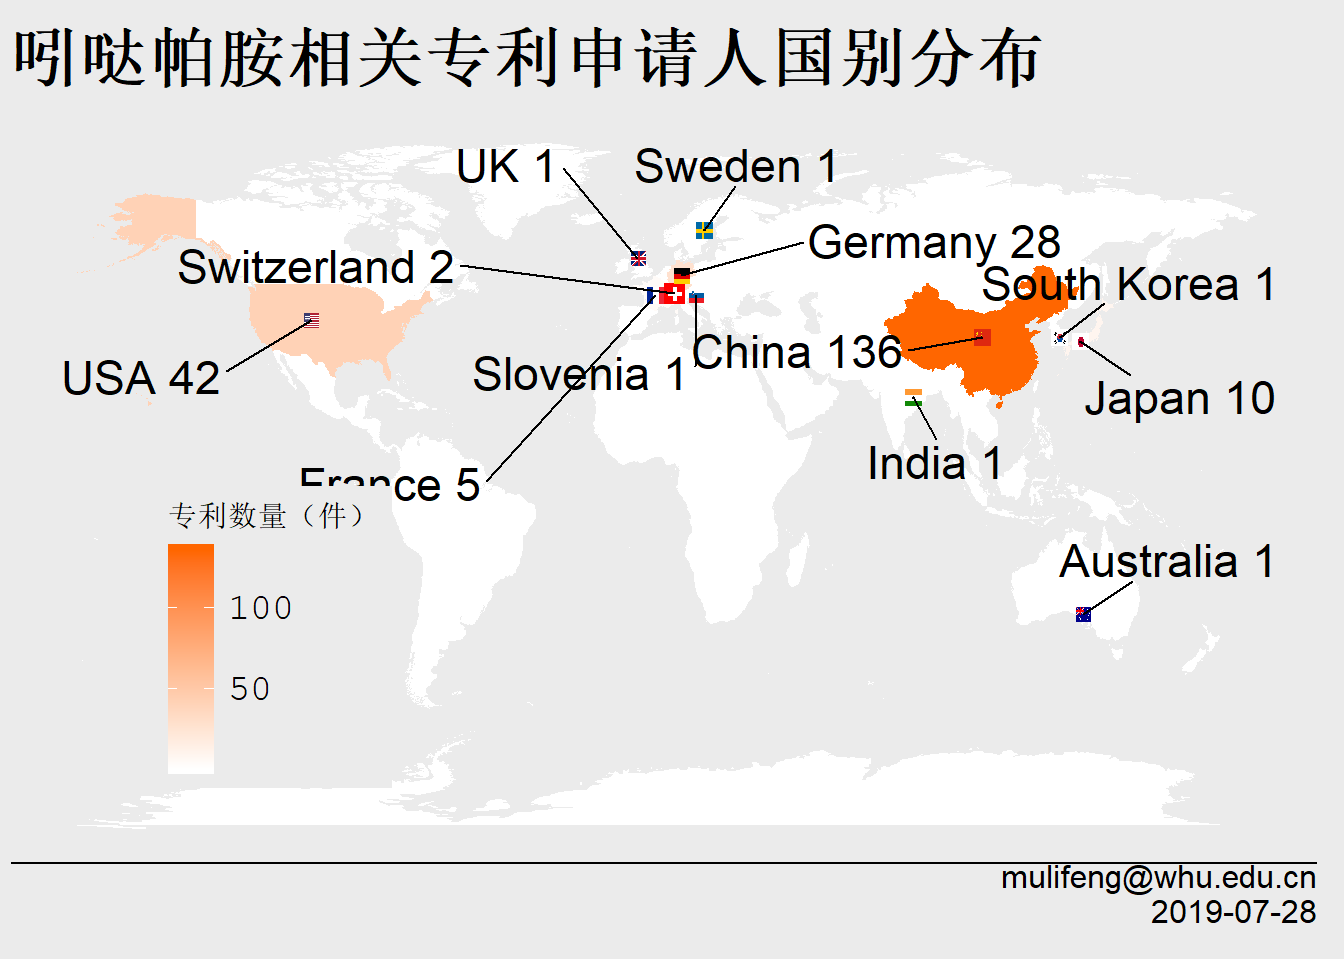 吲哒帕胺相关专利申请人国别分布
UK 1
Sweden 1
Germany 28
Switzerland 2
South Korea 1
China 136
USA 42
Slovenia 1
Japan 10
India 1
France 5
专利数量（件）
Australia 1
100
50
mulifeng@whu.edu.cn
2019-07-28